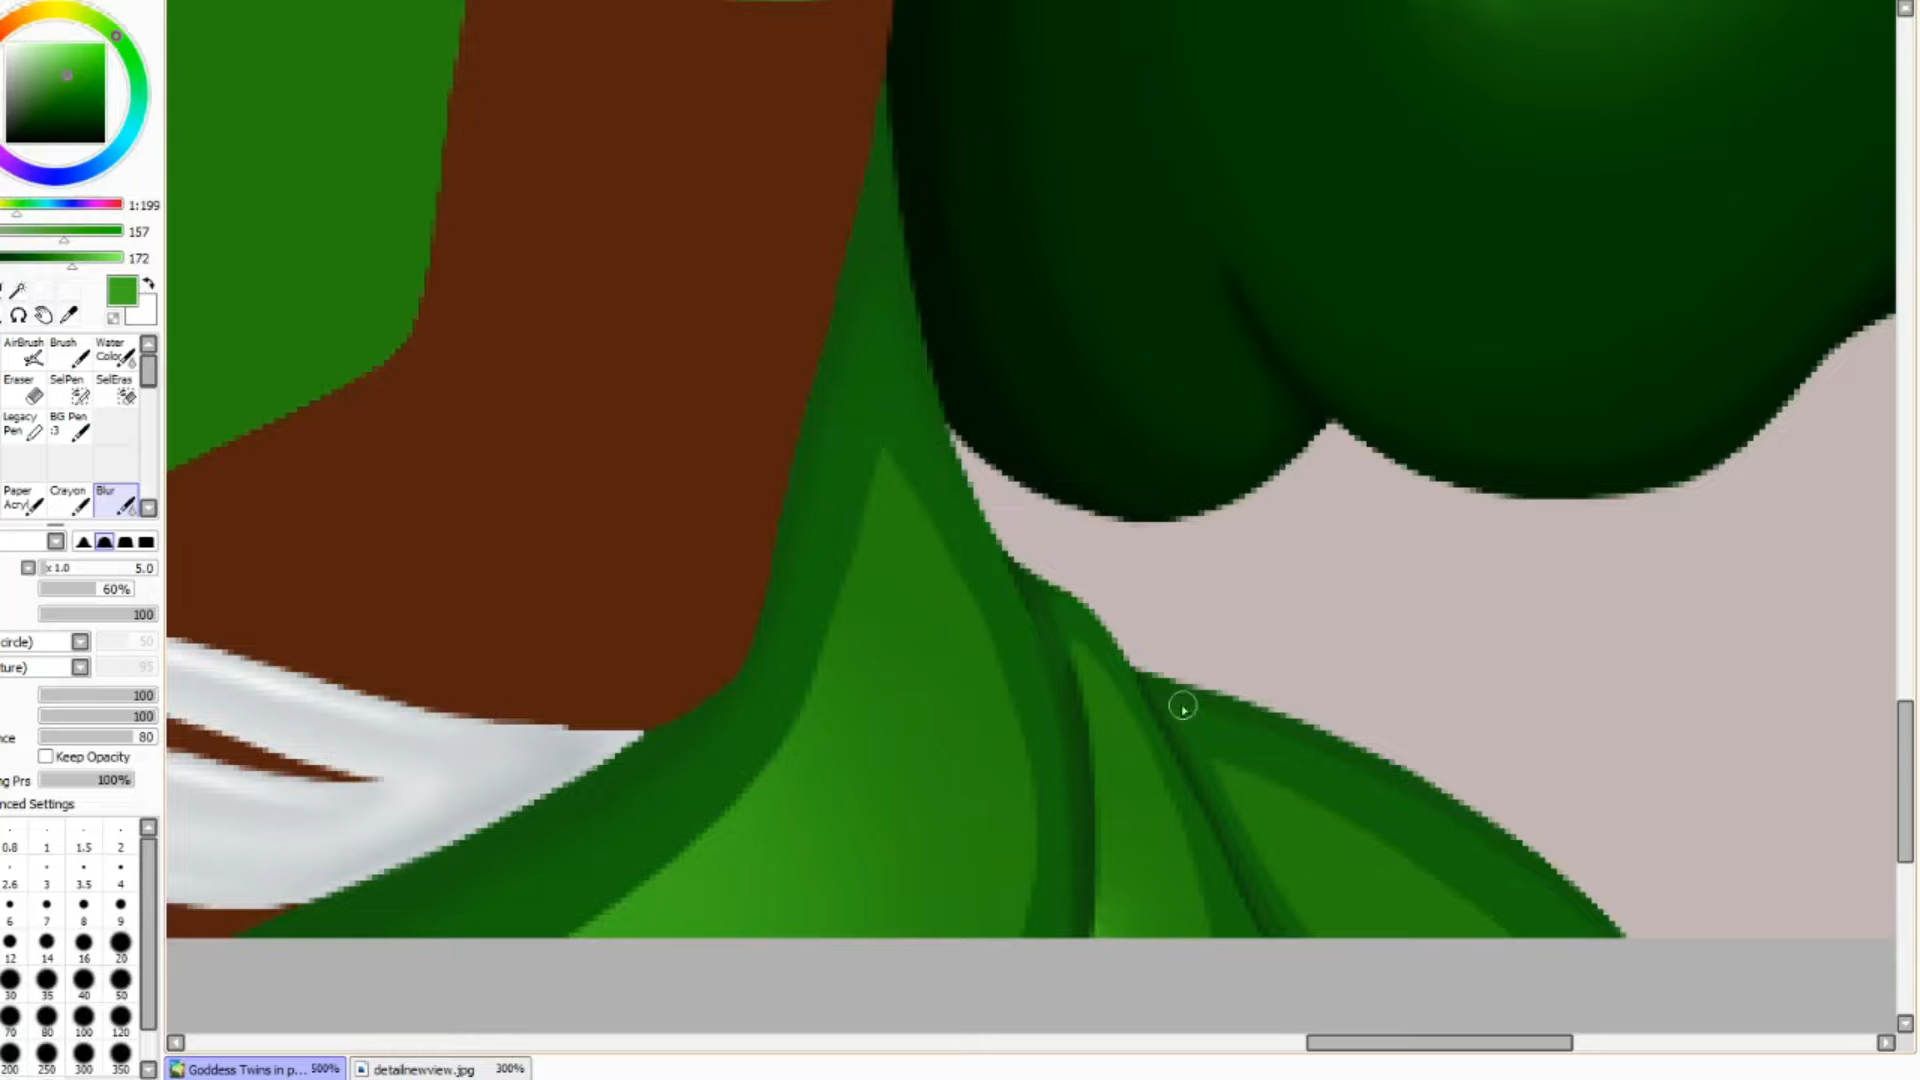 1:199
157
172
AirBrush Brush Water Color
Eraser SelPen SelEras
Legacy Pen BG Pen :3
Paper Acryl Crayon Blur
x 1.0 5.0
60%
100
circle) 50
ture) 95
100
100
nce 80
Keep Opacity
ng Prs 100%
nced Settings
0.8 1 1.5 2
2.6 3 3.5 4
6 7 8 9
12 14 16 20
30 35 40 50
70 80 100 120
200 250 300 350
Goddess Twins in p... 500% detailnewview.jpg 300%